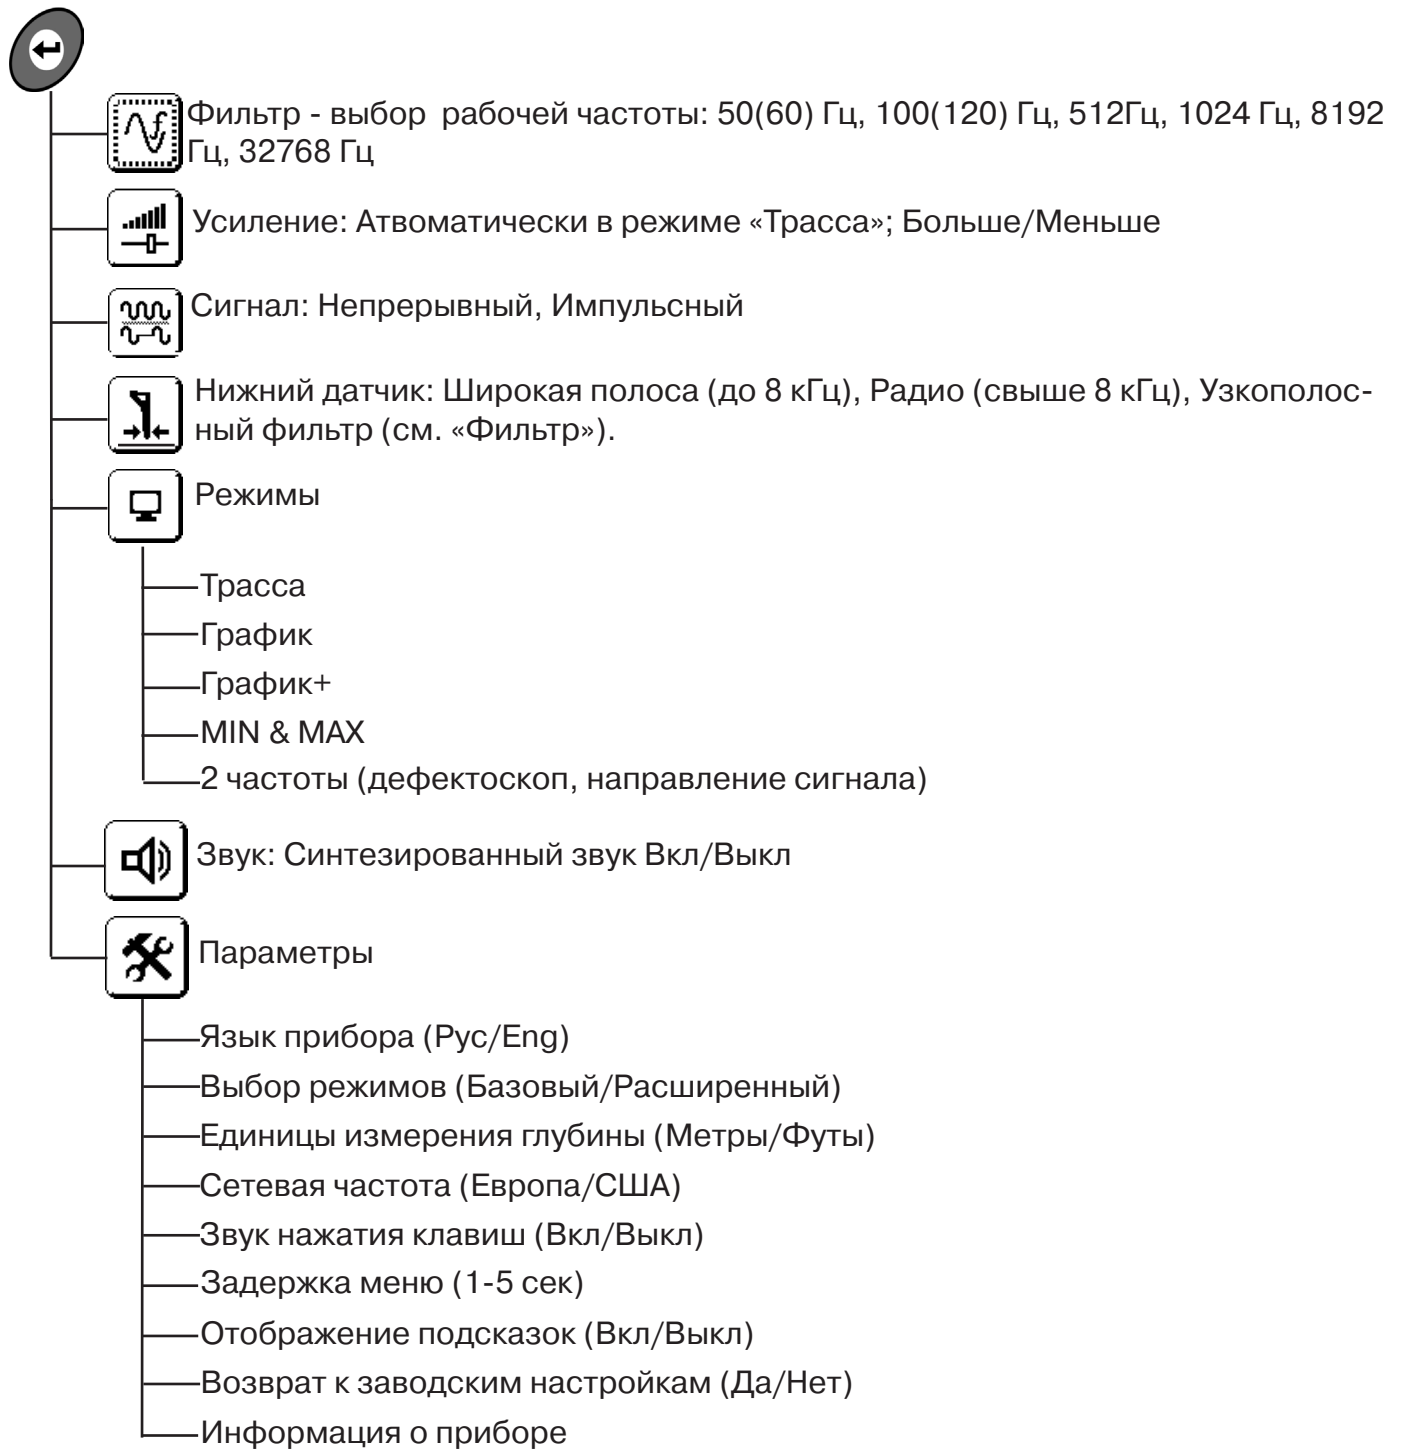 Фильтр - выбор рабочей частоты: 50(60) Гц, 100(120) Гц, 512Гц, 1024 Гц, 8192
Гц, 32768 Гц
Усиление: Атвоматически в режиме «Трасса»; Больше/Меньше
Сигнал: Непрерывный, Импульсный
Нижний датчик: Широкая полоса (до 8 кГц), Радио (свыше 8 кГц), Узкополос-
ный фильтр (см. «Фильтр»).
Режимы
Трасса
График
График+
MIN & MAX
2 частоты (дефектоскоп, направление сигнала)
Звук: Синтезированный звук Вкл/Выкл
Параметры
Язык прибора (Рус/Eng)
Выбор режимов (Базовый/Расширенный)
Единицы измерения глубины (Метры/Футы)
Сетевая частота (Европа/США)
Звук нажатия клавиш (Вкл/Выкл)
Задержка меню (1-5 сек)
Отображение подсказок (Вкл/Выкл)
Возврат к заводским настройкам (Да/Нет)
Информация о приборе